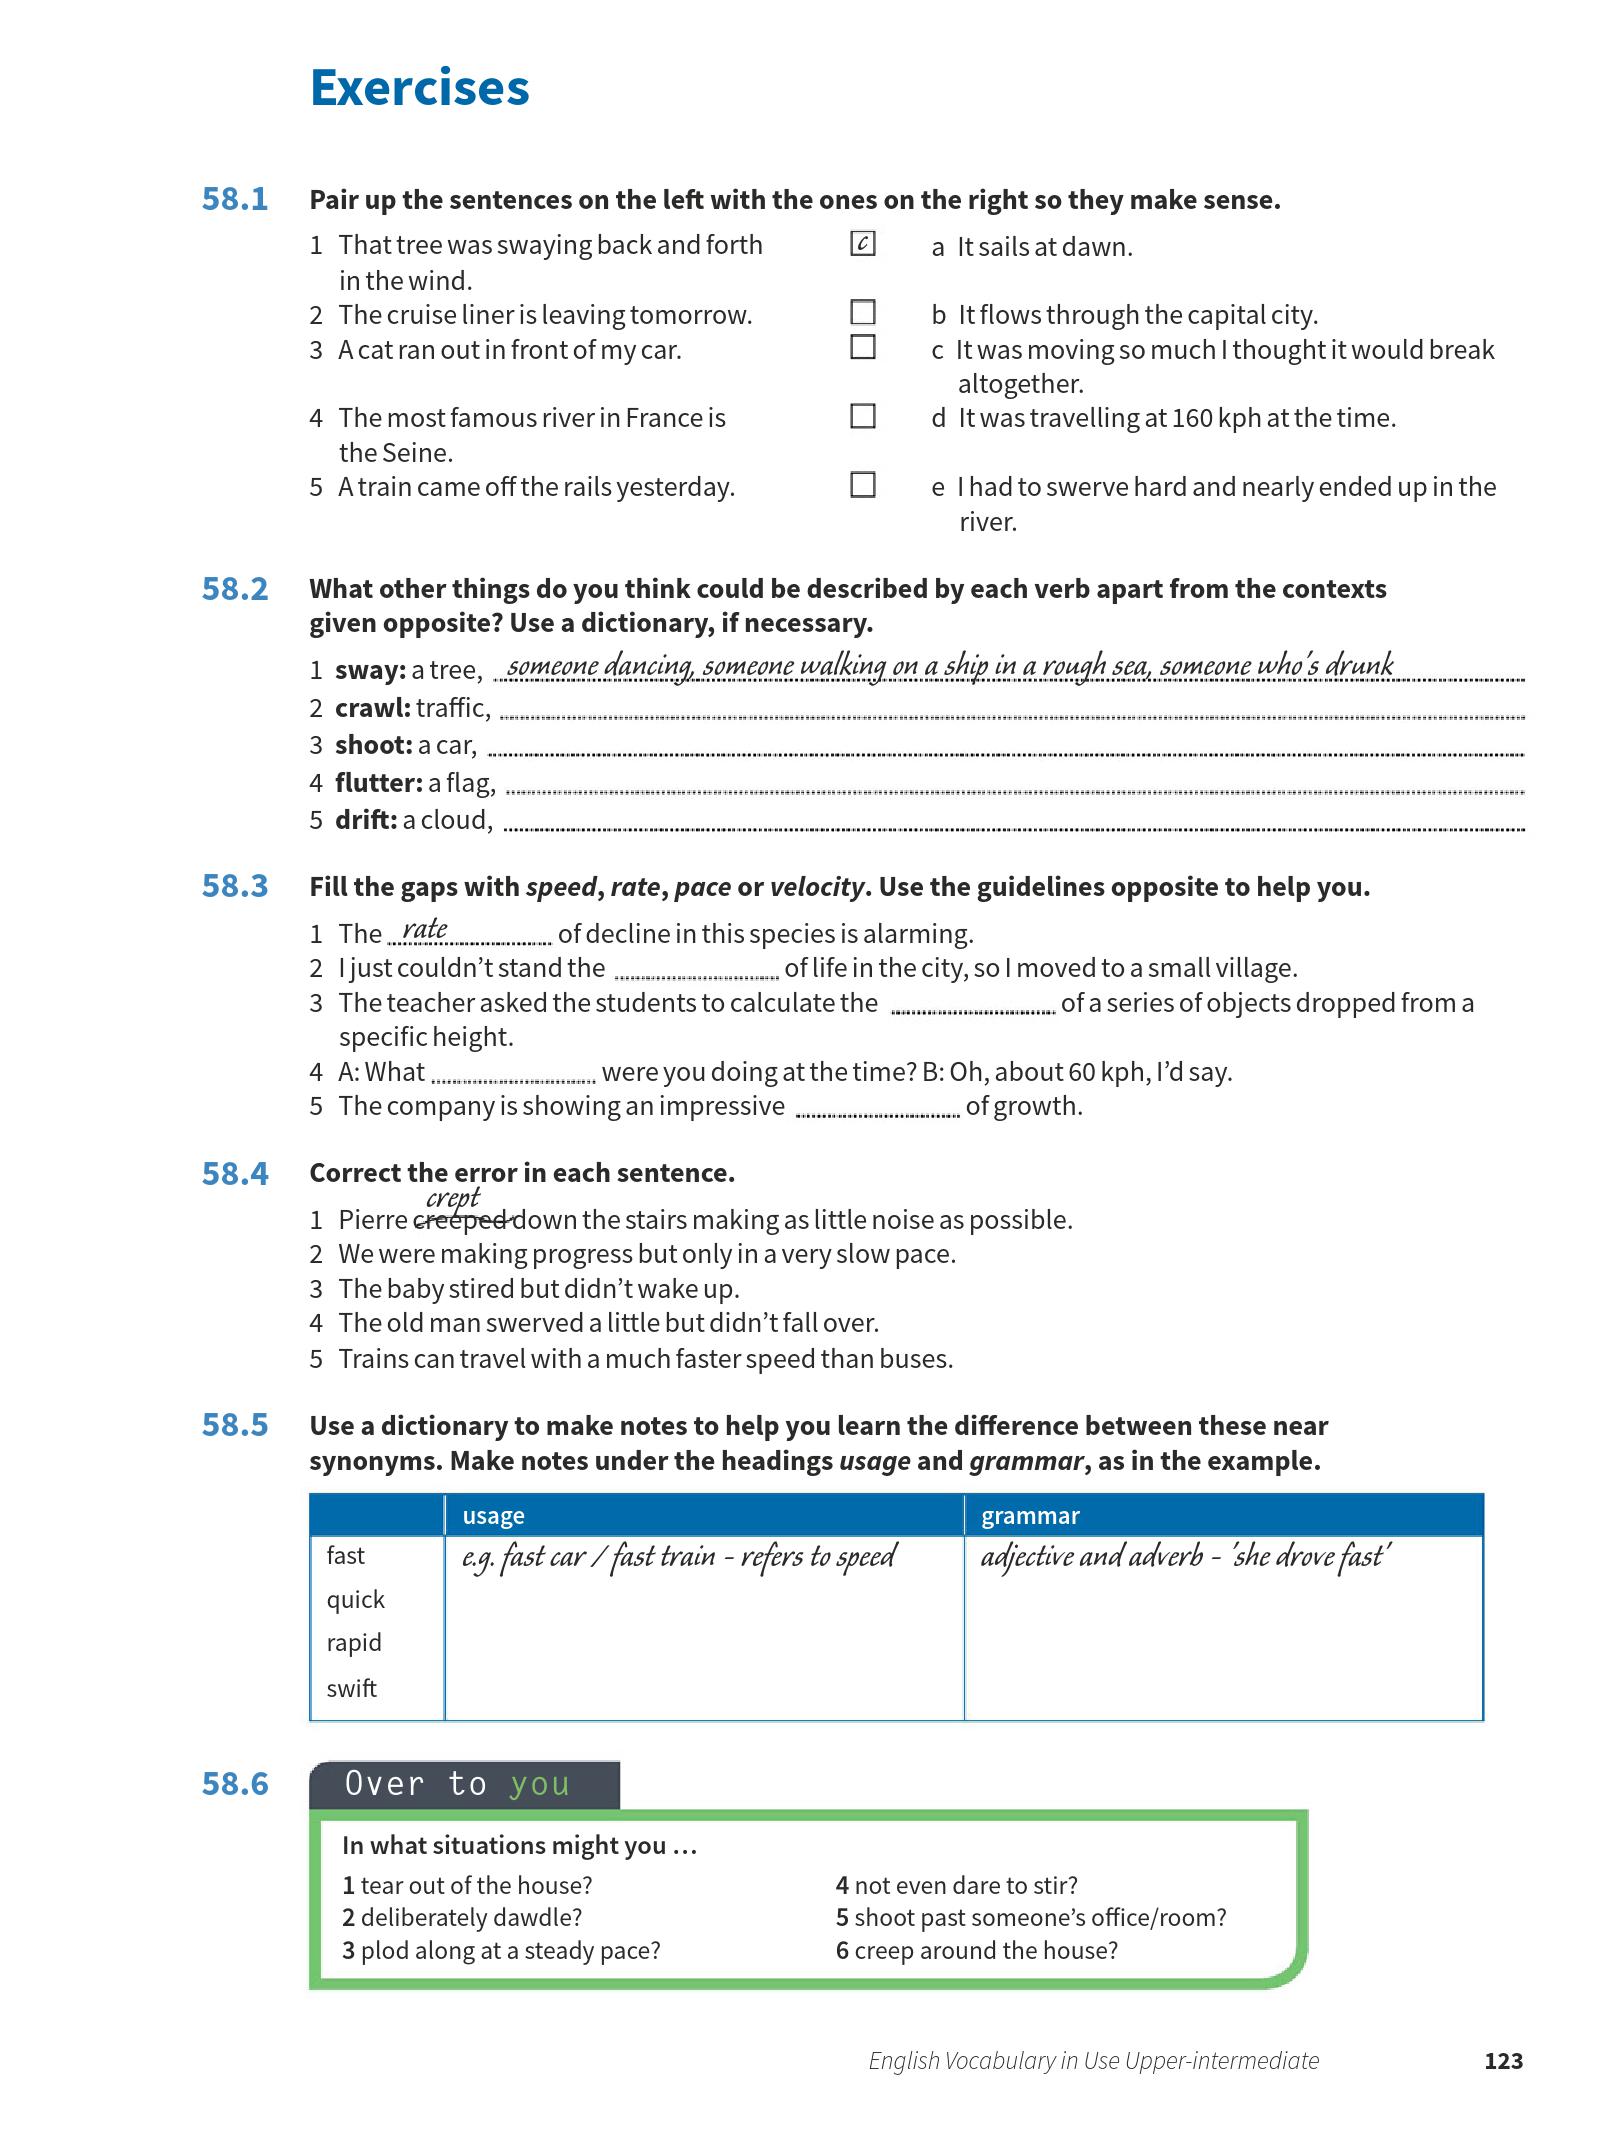 Exercises
58.1 Pair up the sentences on the left with the ones on the right so they make sense.
1 That tree was swaying back and forth c a It sails at dawn.
in the wind.
2 The cruise liner is leaving tomorrow. b It flows through the capital city.
3 A cat ran out in front of my car. c It was moving so much I thought it would break
altogether.
4 The most famous river in France is d It was travelling at 160 kph at the time.
the Seine.
5 A train came off the rails yesterday. e I had to swerve hard and nearly ended up in the
river.
58.2 What other things do you think could be described by each verb apart from the contexts
given opposite? Use a dictionary, if necessary.
1 sway: a tree, someone dancing, someone walking on a ship in a rough sea, someone who's drunk
2 crawl: traffic,
3 shoot: a car,
4 flutter: a flag,
5 drift: a cloud,
58.3 Fill the gaps with speed, rate, pace or velocity. Use the guidelines opposite to help you.
1 The rate of decline in this species is alarming.
2 I just couldn't stand the of life in the city, so I moved to a small village.
3 The teacher asked the students to calculate the of a series of objects dropped from a
specific height.
4 A: What were you doing at the time? B: Oh, about 60 kph, I'd say.
5 The company is showing an impressive of growth.
58.4 Correct the error in each sentence.
crept
1 Pierre creeped down the stairs making as little noise as possible.
2 We were making progress but only in a very slow pace.
3 The baby stired but didn't wake up.
4 The old man swerved a little but didn't fall over.
5 Trains can travel with a much faster speed than buses.
58.5 Use a dictionary to make notes to help you learn the difference between these near
synonyms. Make notes under the headings usage and grammar, as in the example.
usage grammar
fast e.g. fast car / fast train – refers to speed adjective and adverb – 'she drove fast'
quick
rapid
swift
58.6 Over to you
In what situations might you …
1 tear out of the house? 4 not even dare to stir?
2 deliberately dawdle? 5 shoot past someone's office/room?
3 plod along at a steady pace? 6 creep around the house?
English Vocabulary in Use Upper-intermediate 123